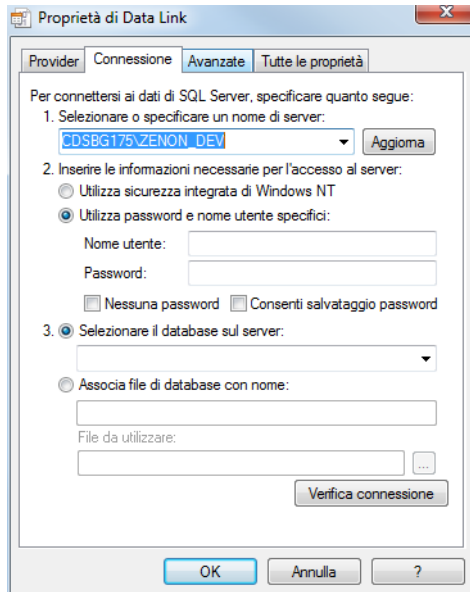 Proprietà di Data Link
X
Provider Connessione Avanzate Tutte le proprietà
Per connettersi ai dati di SQL Server, specificare quanto segue:
1. Selezionare o specificare un nome di server:
CDSBG175\ZENON_DEV Aggiorna
2. Inserire le informazioni necessarie per l'accesso al server:
Utilizza sicurezza integrata di Windows NT
Utilizza password e nome utente specifici:
Nome utente:
Password:
Nessuna password Consenti salvataggio password
3. Selezionare il database sul server:
Associa file di database con nome:
File da utilizzare:
...
Verifica connessione
OK Annulla ?